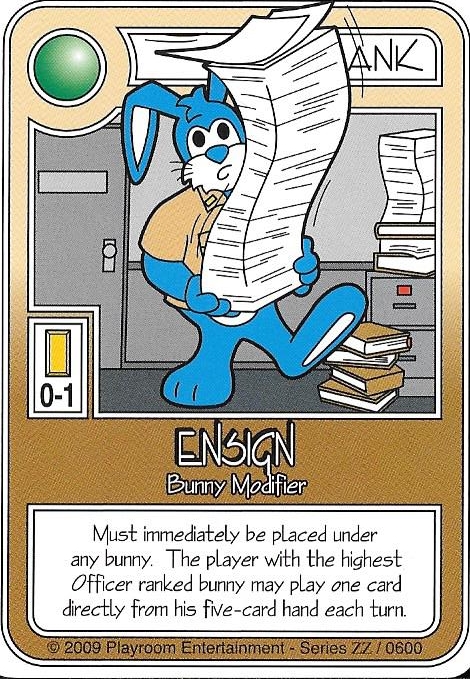 ANK
0-1
ENSIGN
Bunny Modifier
Must immediately be placed under
any bunny. The player with the highest
Officer ranked bunny may play one card
directly from his five-card hand each turn.
© 2009 Playroom Entertainment - Series ZZ / 0600